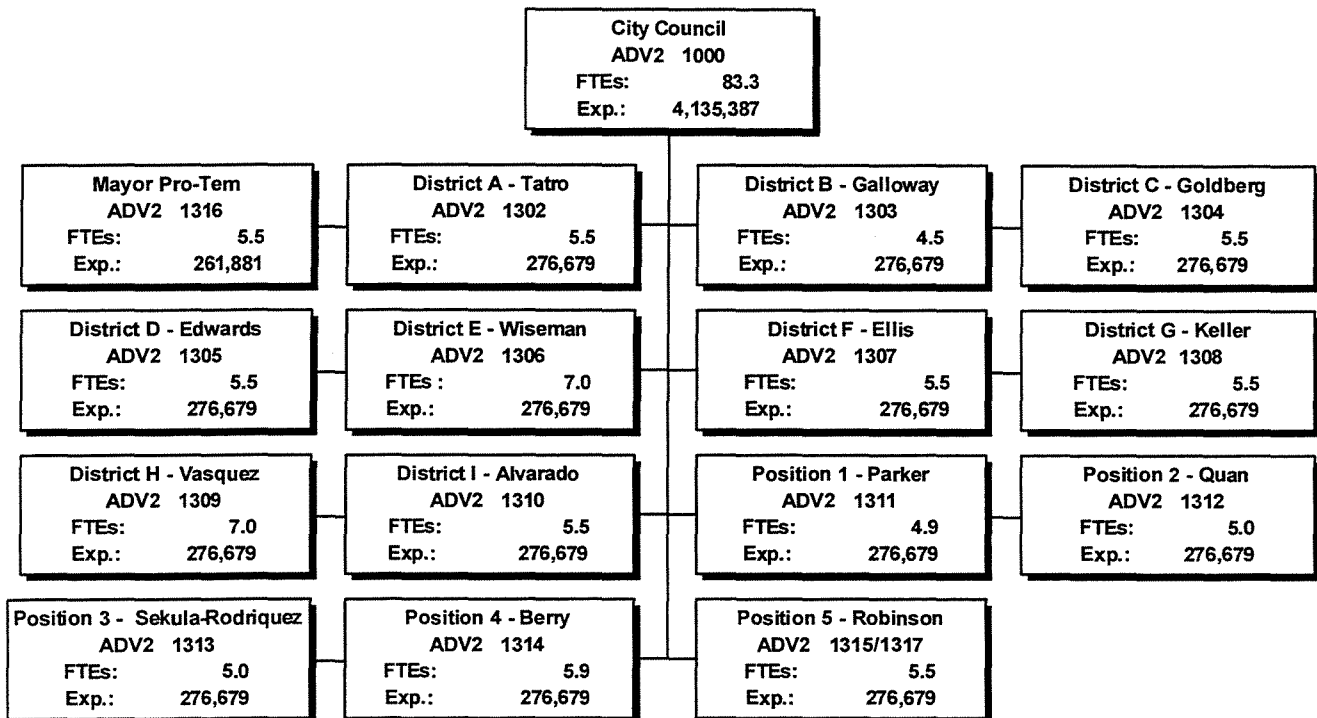 City Council
ADV2 1000
FTEs: 83.3
Exp.: 4,135,387
Mayor Pro-Tem
ADV2 1316
FTEs: 5.5
Exp.: 261,881
District A - Tatro
ADV2 1302
FTEs: 5.5
Exp.: 276,679
District B - Galloway
ADV2 1303
FTEs: 4.5
Exp.: 276,679
District C - Goldberg
ADV2 1304
FTEs: 5.5
Exp.: 276,679
District D - Edwards
ADV2 1305
FTEs: 5.5
Exp.: 276,679
District E - Wiseman
ADV2 1306
FTEs : 7.0
Exp.: 276,679
District F - Ellis
ADV2 1307
FTEs: 5.5
Exp.: 276,679
District G - Keller
ADV2 1308
FTEs: 5.5
Exp.: 276,679
District H - Vasquez
ADV2 1309
FTEs: 7.0
Exp.: 276,679
District I - Alvarado
ADV2 1310
FTEs: 5.5
Exp.: 276,679
Position 1 - Parker
ADV2 1311
FTEs: 4.9
Exp.: 276,679
Position 2 - Quan
ADV2 1312
FTEs: 5.0
Exp.: 276,679
Position 3 - Sekula-Rodriquez
ADV2 1313
FTEs: 5.0
Exp.: 276,679
Position 4 - Berry
ADV2 1314
FTEs: 5.9
Exp.: 276,679
Position 5 - Robinson
ADV2 1315/1317
FTEs: 5.5
Exp.: 276,679